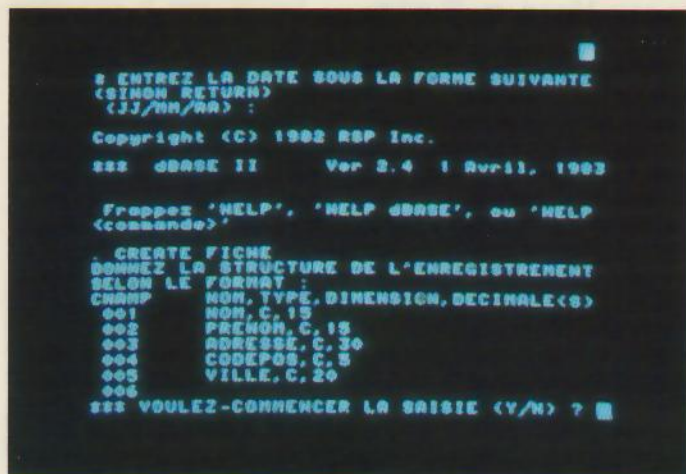 * ENTREZ LA DATE SOUS LA FORME SUIVANTE
(SINON RETURN)
(JJ/MM/AA) :
Copyright (C) 1982 RSP Inc.
*** dBASE II Ver 2.4 1 Avril, 1983
Frappez 'HELP', 'HELP dBASE', ou 'HELP
<commande>'
. CREATE FICHE
DONNEZ LA STRUCTURE DE L'ENREGISTREMENT
SELON LE FORMAT :
CHAMP NOM,TYPE,DIMENSION,DECIMALE(S)
001 NOM,C,15
002 PRENOM,C,15
003 ADRESSE,C,30
004 CODEPOS,C,5
005 VILLE,C,20
006
*** VOULEZ-COMMENCER LA SAISIE (Y/N) ?